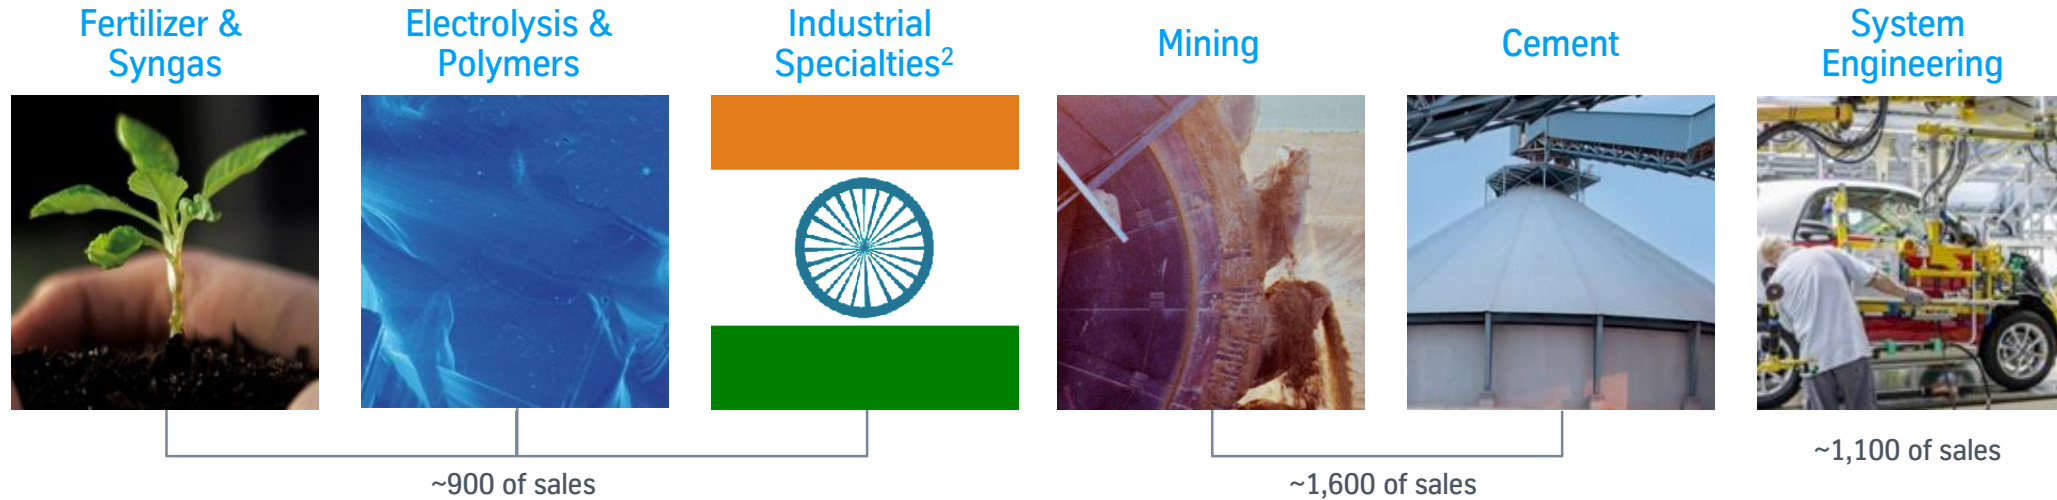 Fertilizer &
Syngas
Electrolysis &
Polymers
Industrial
Specialties²
Mining
Cement
System
Engineering
~900 of sales
~1,600 of sales
~1,100 of sales